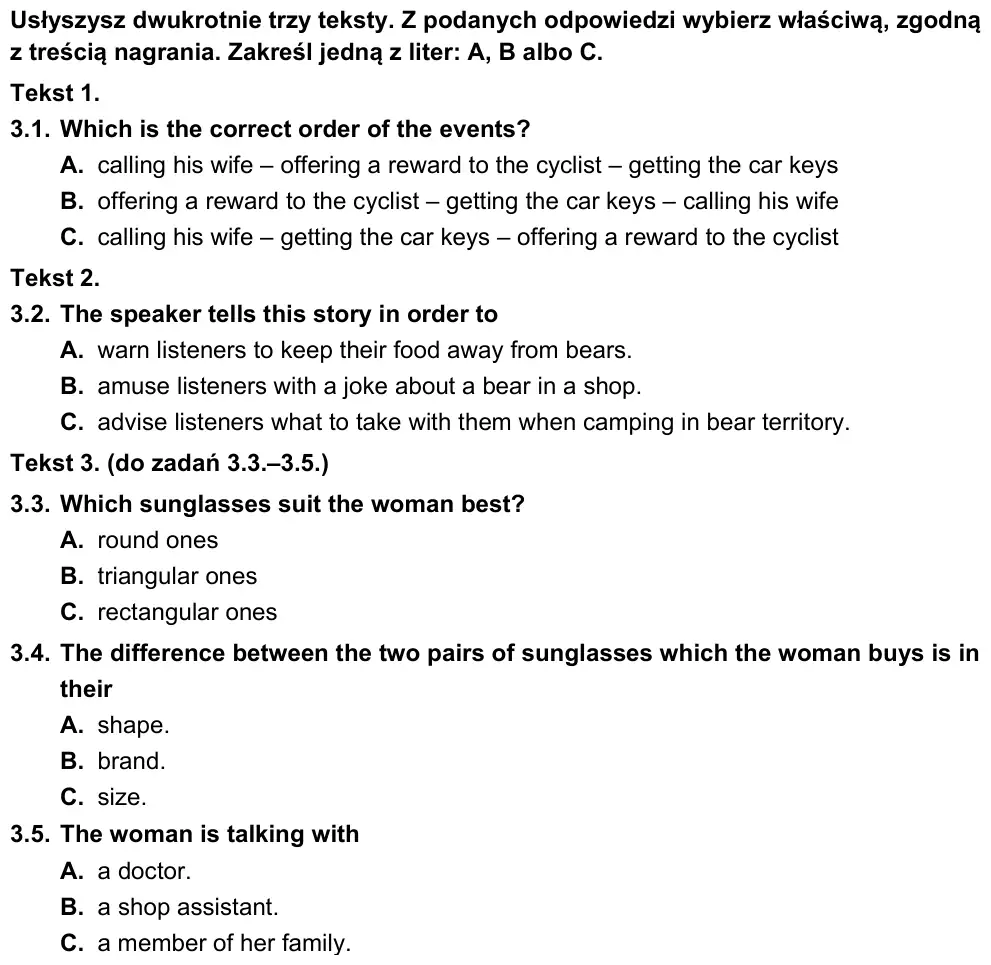 Usłyszysz dwukrotnie trzy teksty. Z podanych odpowiedzi wybierz właściwą, zgodną
z treścią nagrania. Zakreśl jedną z liter: A, B albo C.
Tekst 1.
3.1. Which is the correct order of the events?
A. calling his wife – offering a reward to the cyclist – getting the car keys
B. offering a reward to the cyclist – getting the car keys – calling his wife
C. calling his wife – getting the car keys – offering a reward to the cyclist
Tekst 2.
3.2. The speaker tells this story in order to
A. warn listeners to keep their food away from bears.
B. amuse listeners with a joke about a bear in a shop.
C. advise listeners what to take with them when camping in bear territory.
Tekst 3. (do zadań 3.3.–3.5.)
3.3. Which sunglasses suit the woman best?
A. round ones
B. triangular ones
C. rectangular ones
3.4. The difference between the two pairs of sunglasses which the woman buys is in
their
A. shape.
B. brand.
C. size.
3.5. The woman is talking with
A. a doctor.
B. a shop assistant.
C. a member of her family.